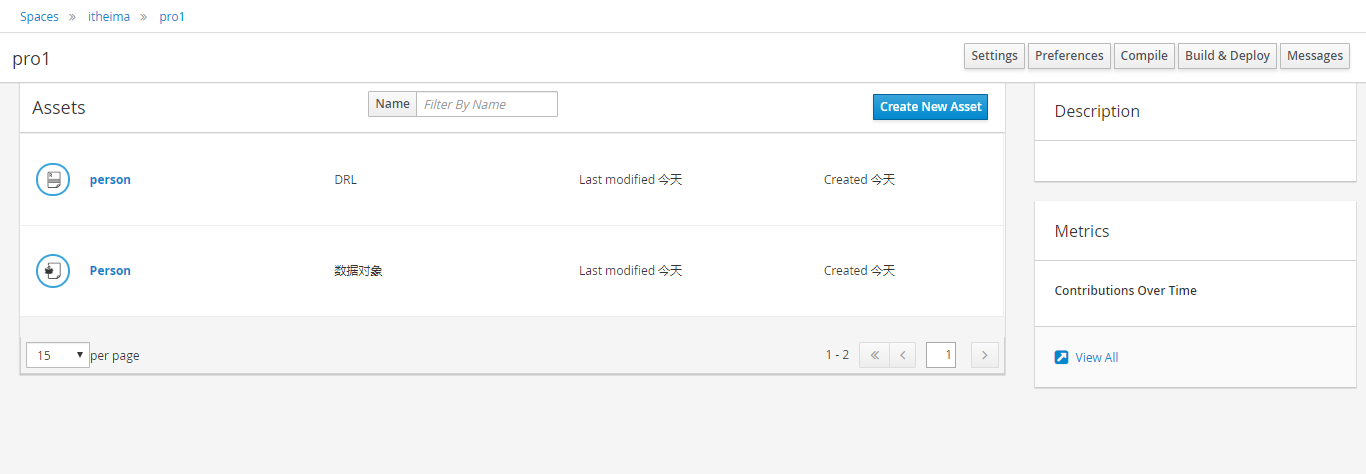 Spaces » itheima » pro1
pro1
Settings Preferences Compile Build & Deploy Messages
Assets Name Filter By Name Create New Asset
person DRL Last modified 今天 Created 今天
Person 数据对象 Last modified 今天 Created 今天
15 per page 1 - 2 1
Description
Metrics
Contributions Over Time
View All